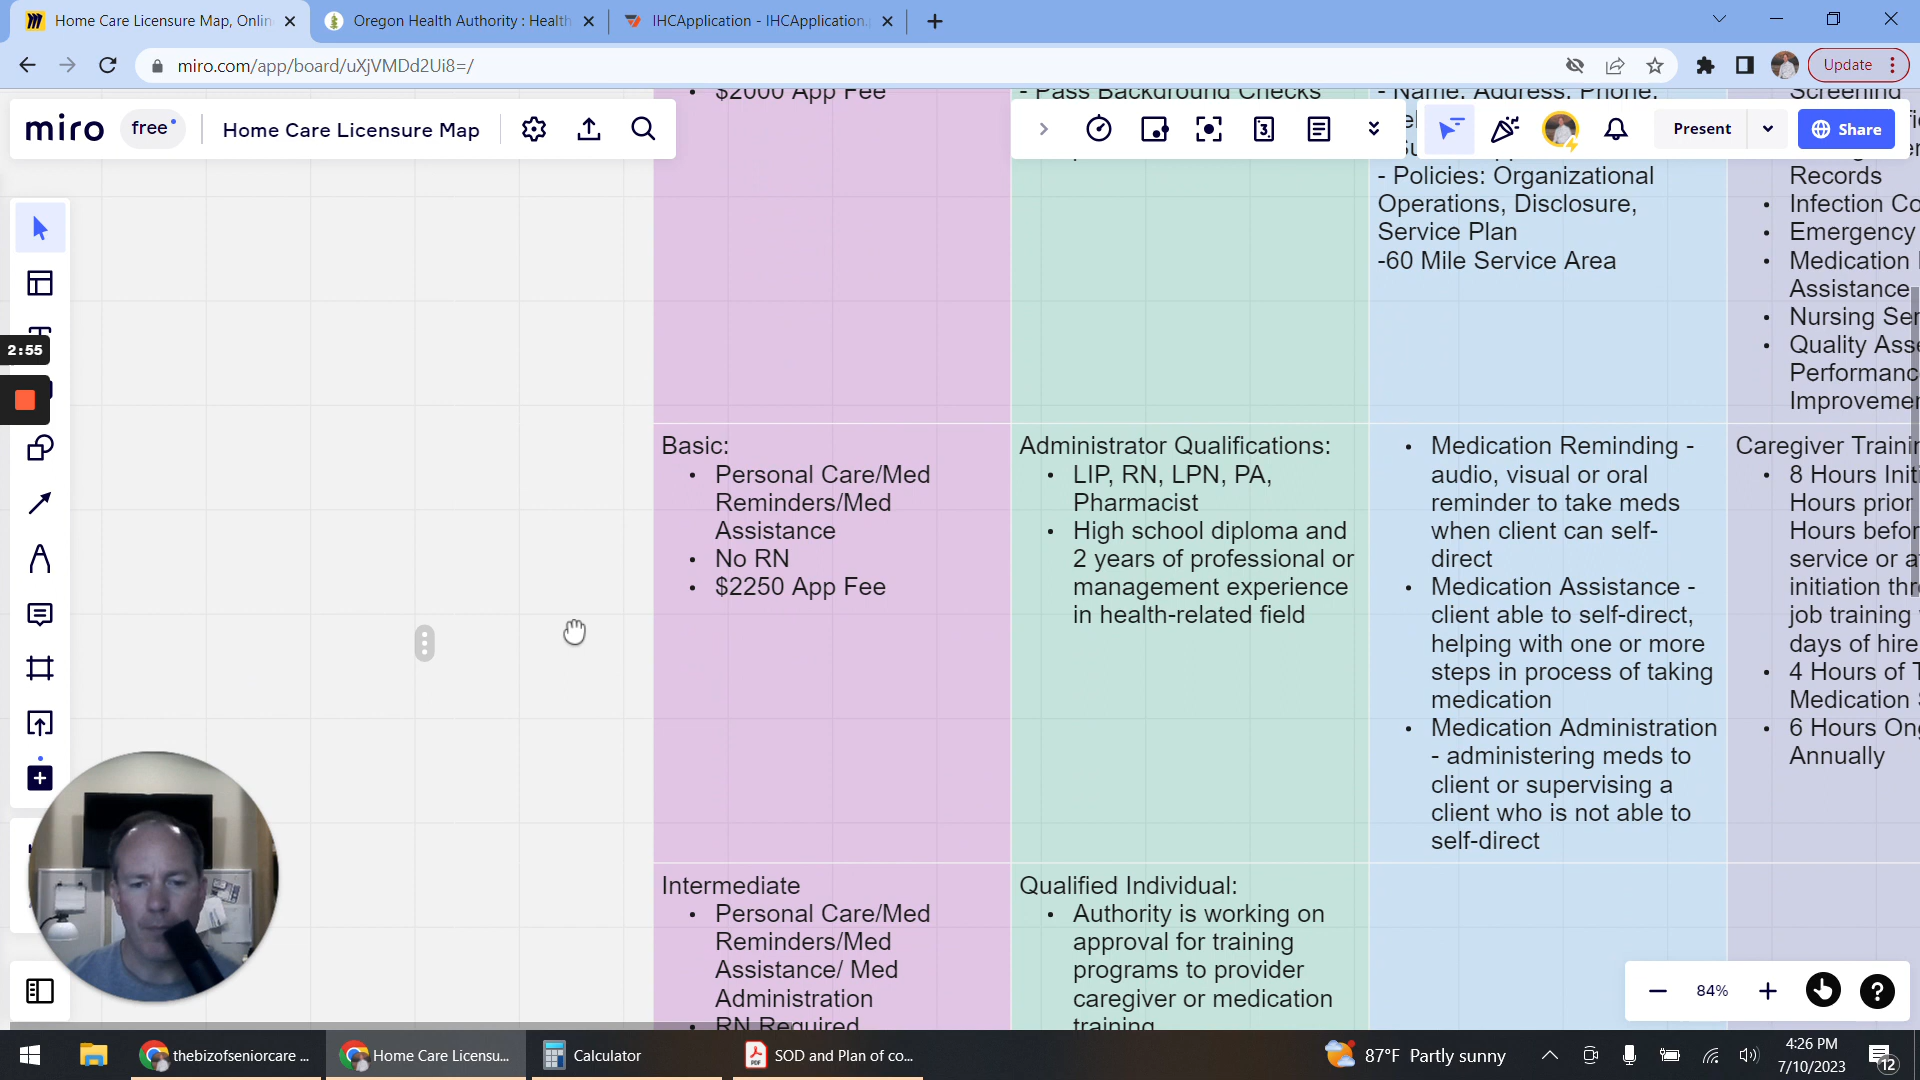 Home Care Licensure Map, Onlin
Oregon Health Authority : Health
IHCApplication - IHCApplication.
miro.com/app/board/uXjVMDd2Ui8=/
Update
miro
free
Home Care Licensure Map
3
Present
Share
2:55
• $2000 App Fee
- Pass Background Checks
- Name, Address, Phone,
- Policies: Organizational
Operations, Disclosure,
Service Plan
-60 Mile Service Area
Screening
Records
• Infection Co
• Emergency
• Medication
Assistance
• Nursing Ser
• Quality Asse
Performanc
Improvemen
Basic:
• Personal Care/Med
Reminders/Med
Assistance
• No RN
• $2250 App Fee
Administrator Qualifications:
• LIP, RN, LPN, PA,
Pharmacist
• High school diploma and
2 years of professional or
management experience
in health-related field
• Medication Reminding -
audio, visual or oral
reminder to take meds
when client can self-
direct
• Medication Assistance -
client able to self-direct,
helping with one or more
steps in process of taking
medication
• Medication Administration
- administering meds to
client or supervising a
client who is not able to
self-direct
Caregiver Trainin
• 8 Hours Initi
Hours prior
Hours befor
service or a
initiation thr
job training
days of hire
• 4 Hours of T
Medication S
• 6 Hours Ong
Annually
Intermediate
• Personal Care/Med
Reminders/Med
Assistance/ Med
Administration
• RN Required
Qualified Individual:
• Authority is working on
approval for training
programs to provider
caregiver or medication
training
84%
?
thebizofseniorcare ...
Home Care Licensu...
Calculator
SOD and Plan of co...
87°F Partly sunny
4:26 PM
7/10/2023
12